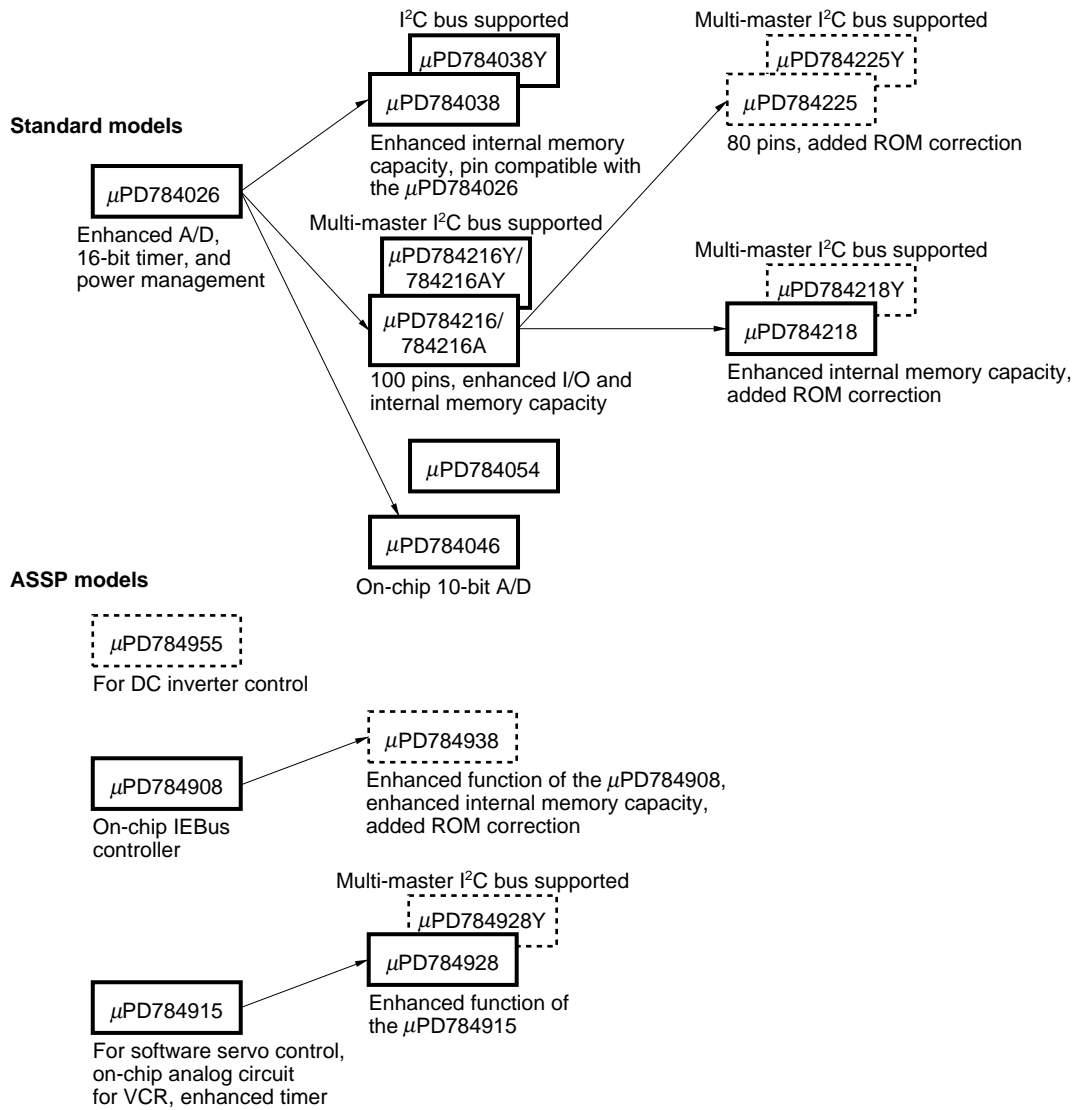 Standard models
µPD784026
Enhanced A/D,
16-bit timer, and
power management
I²C bus supported
µPD784038Y
µPD784038
Enhanced internal memory
capacity, pin compatible with
the µPD784026
Multi-master I²C bus supported
µPD784216Y/
784216AY
µPD784216/
784216A
100 pins, enhanced I/O and
internal memory capacity
µPD784054
µPD784046
On-chip 10-bit A/D
Multi-master I²C bus supported
µPD784225Y
µPD784225
80 pins, added ROM correction
Multi-master I²C bus supported
µPD784218Y
µPD784218
Enhanced internal memory capacity,
added ROM correction
ASSP models
µPD784955
For DC inverter control
µPD784908
On-chip IEBus
controller
µPD784938
Enhanced function of the µPD784908,
enhanced internal memory capacity,
added ROM correction
µPD784915
For software servo control,
on-chip analog circuit
for VCR, enhanced timer
Multi-master I²C bus supported
µPD784928Y
µPD784928
Enhanced function of
the µPD784915